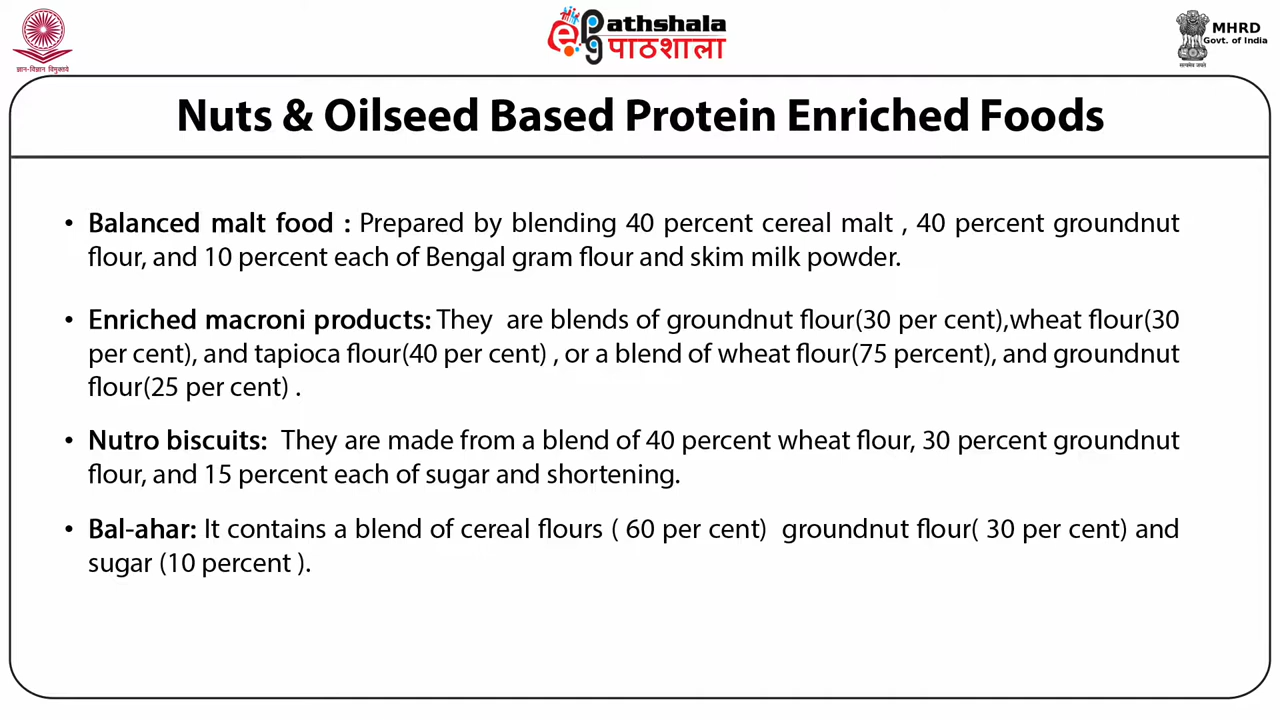 ज्ञान-विज्ञान विमुक्तये
epg
athshala
पाठशाला
सत्यमेव जयते
MHRD
Govt. of India
Nuts & Oilseed Based Protein Enriched Foods
• Balanced malt food : Prepared by blending 40 percent cereal malt , 40 percent groundnut
flour, and 10 percent each of Bengal gram flour and skim milk powder.
• Enriched macroni products: They are blends of groundnut flour(30 per cent),wheat flour(30
per cent), and tapioca flour(40 per cent) , or a blend of wheat flour(75 percent), and groundnut
flour(25 per cent) .
• Nutro biscuits: They are made from a blend of 40 percent wheat flour, 30 percent groundnut
flour, and 15 percent each of sugar and shortening.
• Bal-ahar: It contains a blend of cereal flours ( 60 per cent) groundnut flour( 30 per cent) and
sugar (10 percent ).